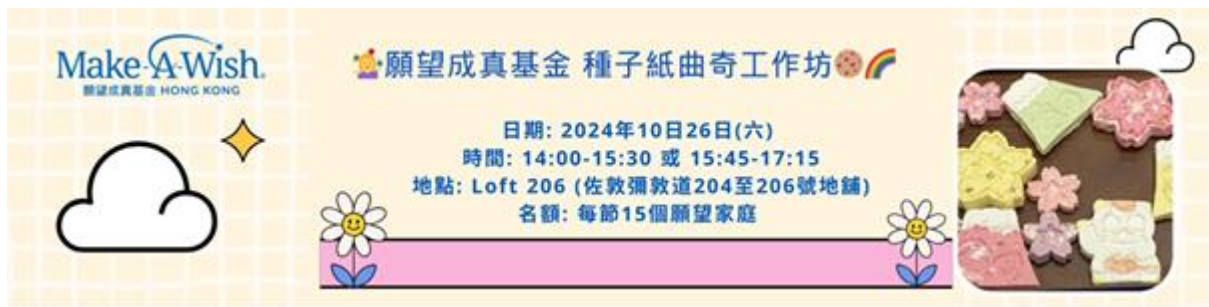 Make-A-Wish.
願望成真基金 HONG KONG
願望成真基金 種子紙曲奇工作坊
日期: 2024年10日26日(六)
時間: 14:00-15:30 或 15:45-17:15
地點: Loft 206 (佐敦彌敦道204至206號地舖)
名額: 每節15個願望家庭